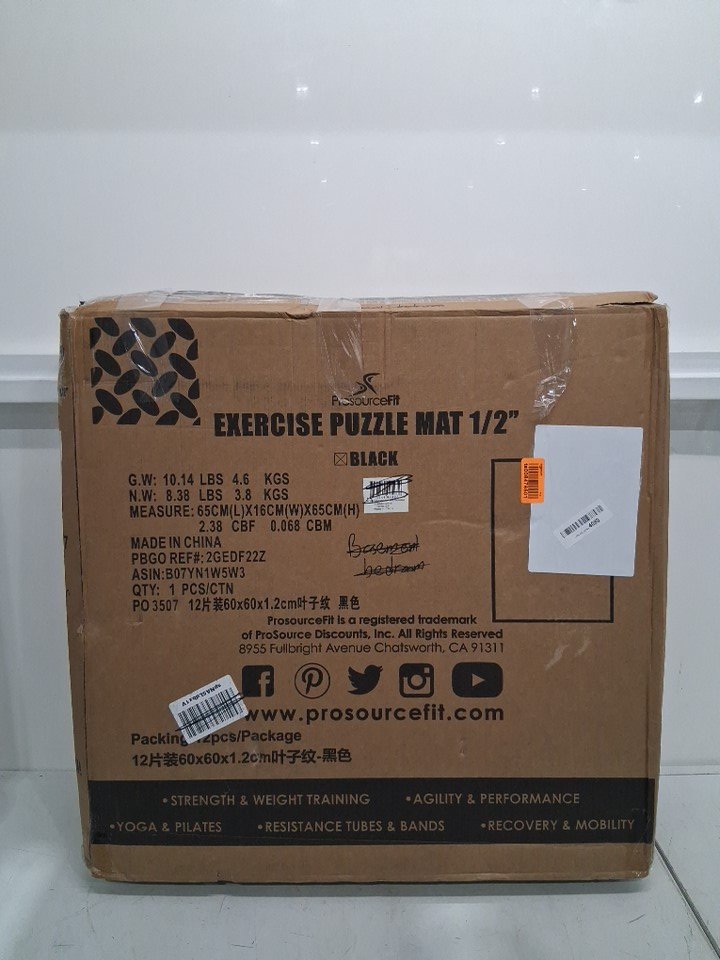 ProsourceFit
EXERCISE PUZZLE MAT 1/2”
☒BLACK
G.W: 10.14 LBS 4.6 KGS
N.W: 8.38 LBS 3.8 KGS
MEASURE: 65CM(L)X16CM(W)X65CM(H)
2.38 CBF 0.068 CBM
MADE IN CHINA
PBGO REF#: 2GEDF22Z
ASIN:B07YN1W5W3
QTY: 1 PCS/CTN
PO 3507 12片装60x60x1.2cm叶子纹 黑色
Basement
bedroom
ProsourceFit is a registered trademark
of ProSource Discounts, Inc. All Rights Reserved
8955 Fullbright Avenue Chatsworth, CA 91311
www.prosourcefit.com
Packing 12pcs/Package
12片装60x60x1.2cm叶子纹-黑色
•STRENGTH & WEIGHT TRAINING •AGILITY & PERFORMANCE
•YOGA & PILATES •RESISTANCE TUBES & BANDS •RECOVERY & MOBILITY